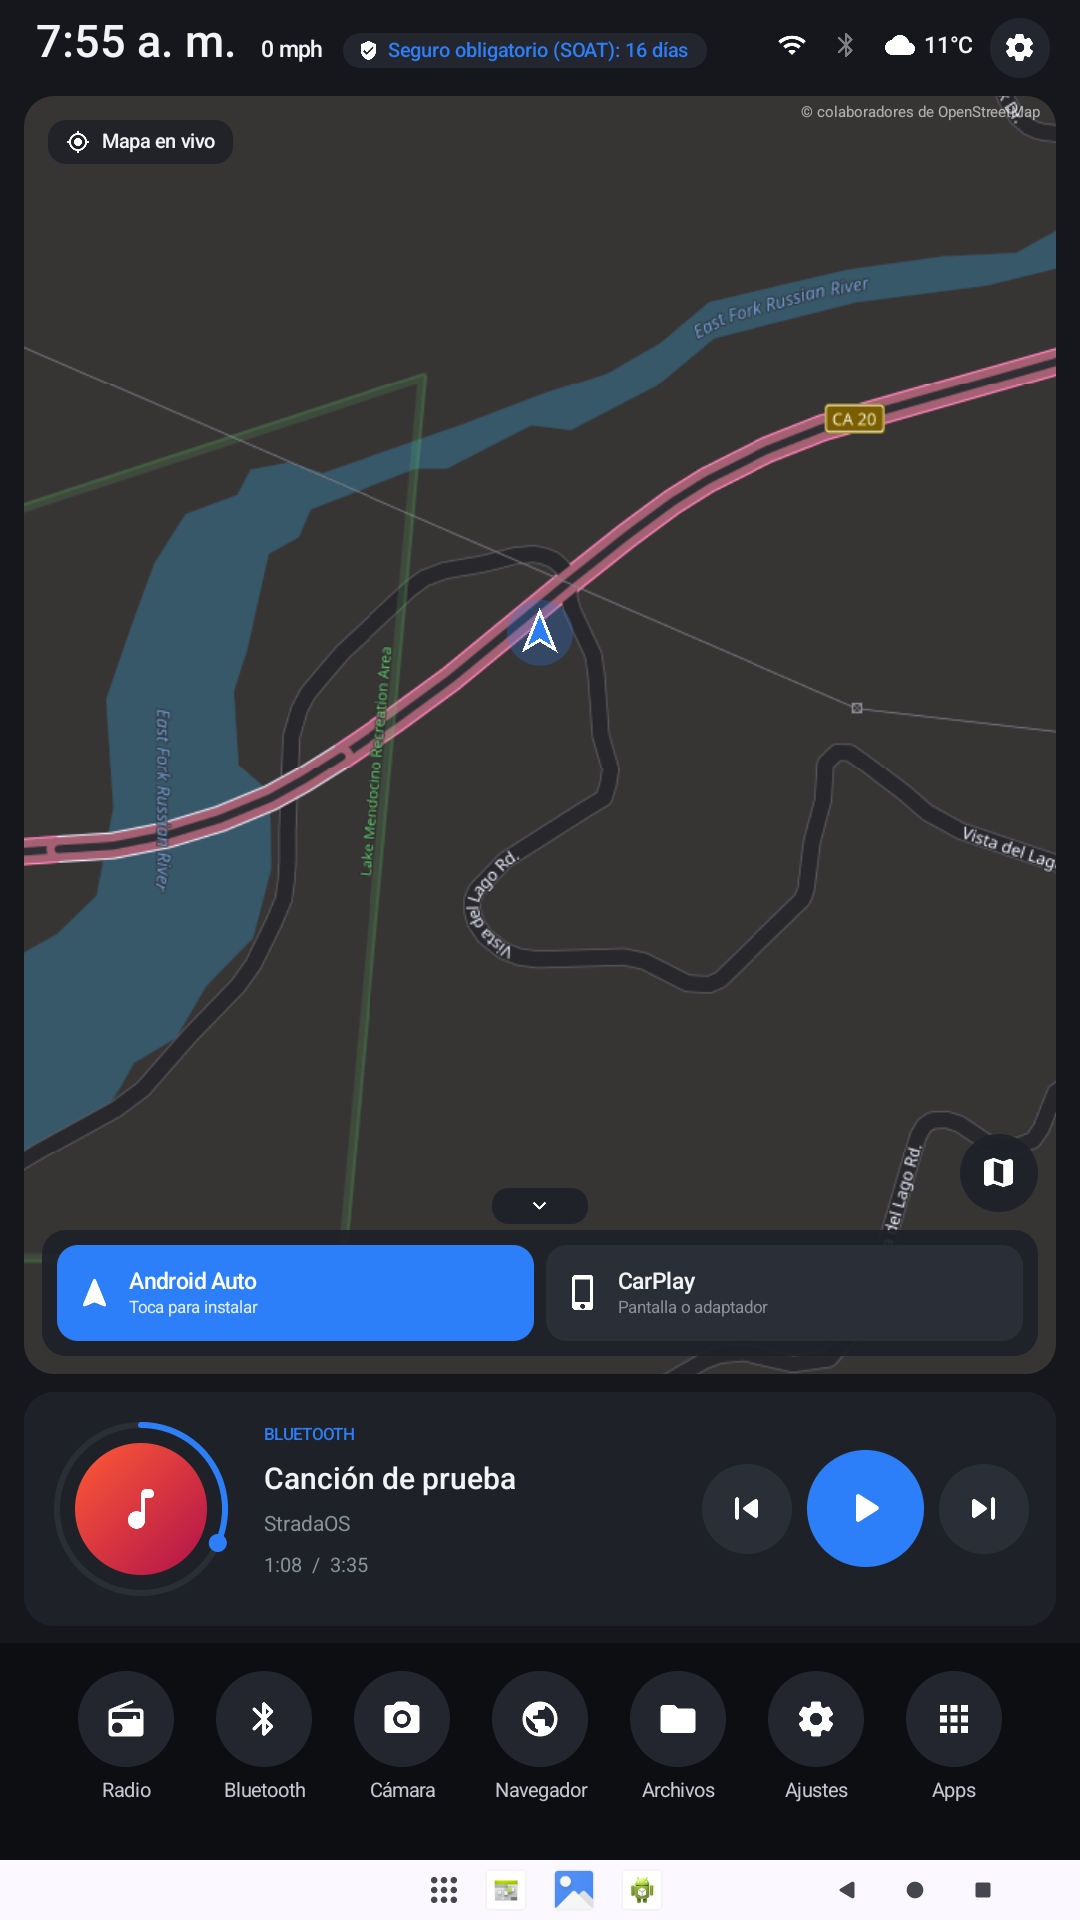 7:55 a. m.
0 mph
Seguro obligatorio (SOAT): 16 días
11°C
© colaboradores de OpenStreetMap
Mapa en vivo
East Fork Russian River
CA 20
Lake Mendocino Recreation Area
East Fork Russian River
Vista del Lag
Vista del Lago Rd.
del Lago Rd.
Android Auto
Toca para instalar
CarPlay
Pantalla o adaptador
BLUETOOTH
Canción de prueba
StradaOS
1:08 / 3:35
Radio
Bluetooth
Cámara
Navegador
Archivos
Ajustes
Apps